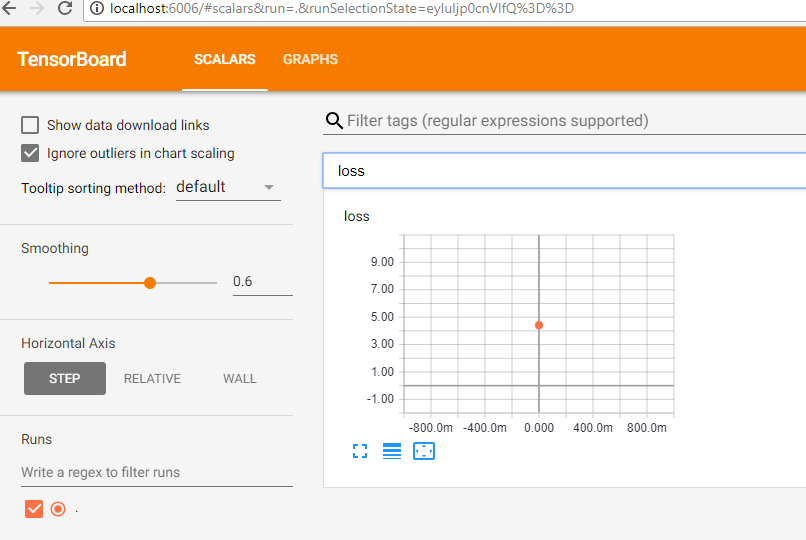 localhost:6006/#scalars&run=.&runSelectionState=eyIuIjp0cnVlfQ%3D%3D
TensorBoard SCALARS GRAPHS
Show data download links
Ignore outliers in chart scaling
Tooltip sorting method: default
Smoothing
0.6
Horizontal Axis
STEP RELATIVE WALL
Runs
Write a regex to filter runs
.
Filter tags (regular expressions supported)
loss
loss
9.00
7.00
5.00
3.00
1.00
-1.00
-800.0m -400.0m 0.000 400.0m 800.0m